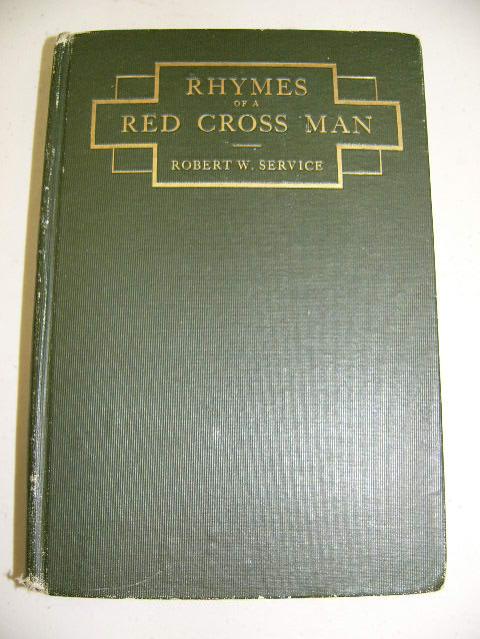 RHYMES
OF A
RED CROSS MAN
ROBERT W. SERVICE